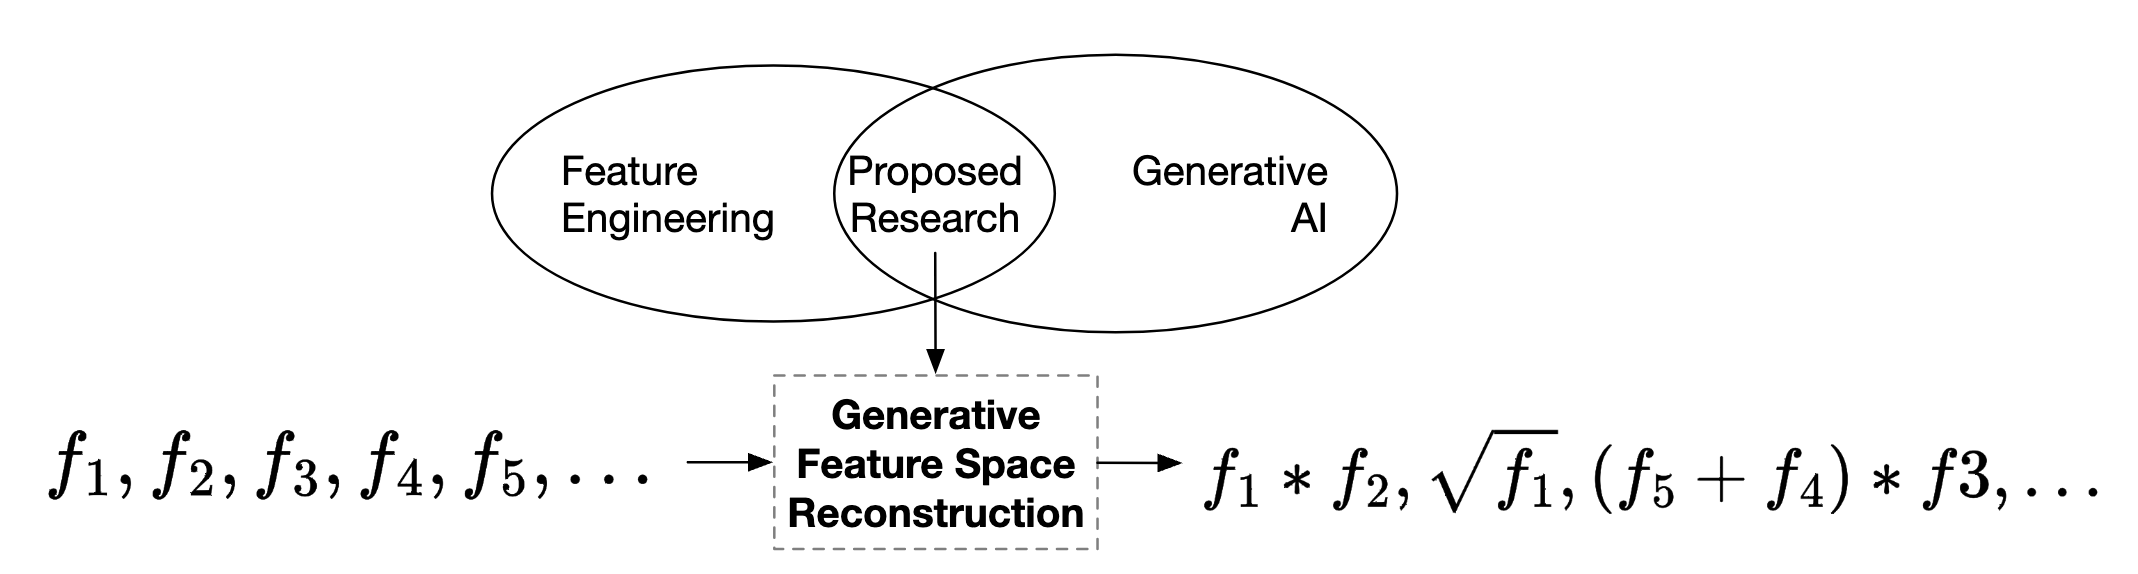 Feature
Engineering
Proposed
Research
Generative
AI
Generative
Feature Space
Reconstruction
f₁, f₂, f₃, f₄, f₅, . . .
f₁ * f₂, √f₁, (f₅ + f₄) * f3, . . .